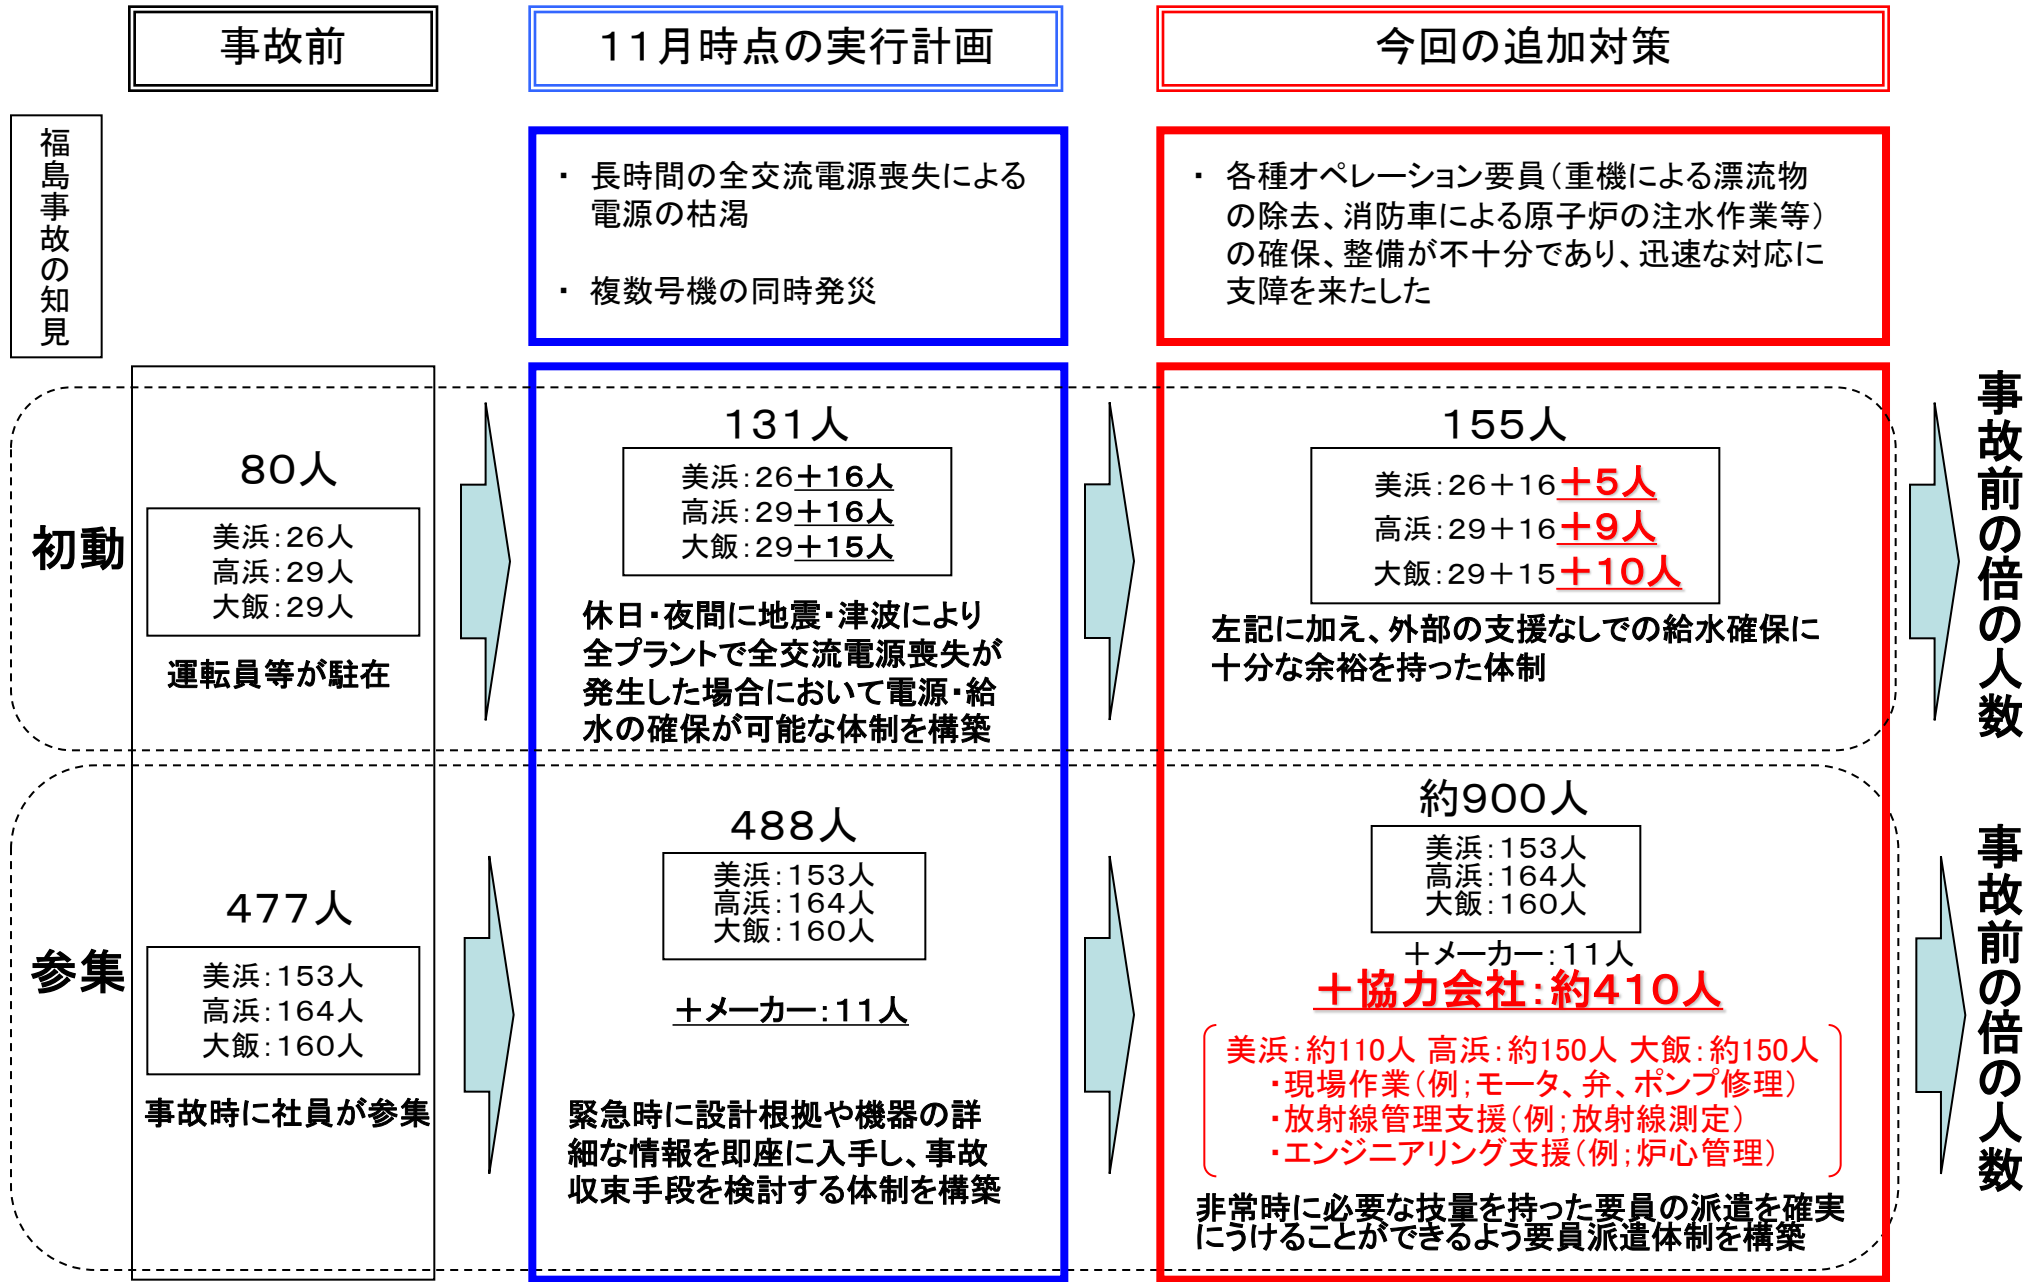 事故前
11月時点の実行計画
今回の追加対策
福島事故の知見
・ 長時間の全交流電源喪失による
電源の枯渇
・ 複数号機の同時発災
・ 各種オペレーション要員（重機による漂流物
の除去、消防車による原子炉の注水作業等）
の確保、整備が不十分であり、迅速な対応に
支障を来たした
初動
80人
美浜：26人
高浜：29人
大飯：29人
運転員等が駐在
131人
美浜：26＋16人
高浜：29＋16人
大飯：29＋15人
休日・夜間に地震・津波により
全プラントで全交流電源喪失が
発生した場合において電源・給
水の確保が可能な体制を構築
155人
美浜：26＋16＋5人
高浜：29＋16＋9人
大飯：29＋15＋10人
左記に加え、外部の支援なしでの給水確保に
十分な余裕を持った体制
事故前の倍の人数
参集
477人
美浜：153人
高浜：164人
大飯：160人
事故時に社員が参集
488人
美浜：153人
高浜：164人
大飯：160人
＋メーカー：11人
緊急時に設計根拠や機器の詳
細な情報を即座に入手し、事故
収束手段を検討する体制を構築
約900人
美浜：153人
高浜：164人
大飯：160人
＋メーカー：11人
＋協力会社：約410人
美浜：約110人 高浜：約150人 大飯：約150人
・現場作業（例；モータ、弁、ポンプ修理）
・放射線管理支援（例；放射線測定）
・エンジニアリング支援（例；炉心管理）
非常時に必要な技量を持った要員の派遣を確実
にうけることができるよう要員派遣体制を構築
事故前の倍の人数